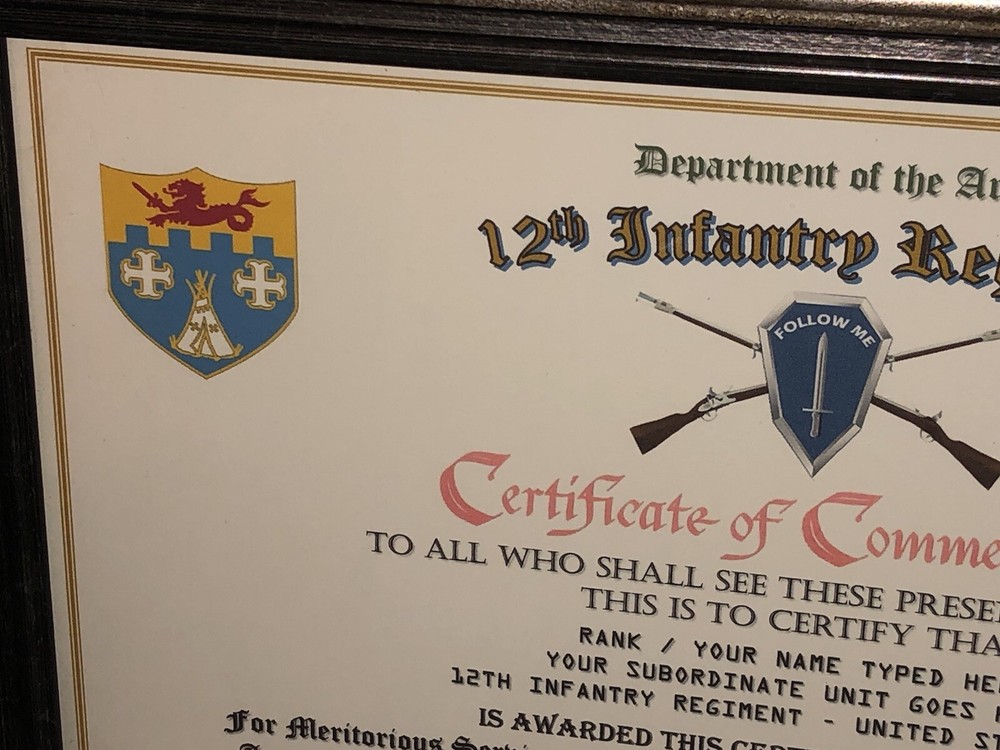 Department of the
12th Infantry
FOLLOW ME
Certificate of
TO ALL WHO SHALL SEE THESE
THIS IS TO CERTIFY
RANK / YOUR NAME TYPED
YOUR SUBORDINATE UNIT GOES
12TH INFANTRY REGIMENT - UNITED
IS AWARDED THIS
For Meritorious